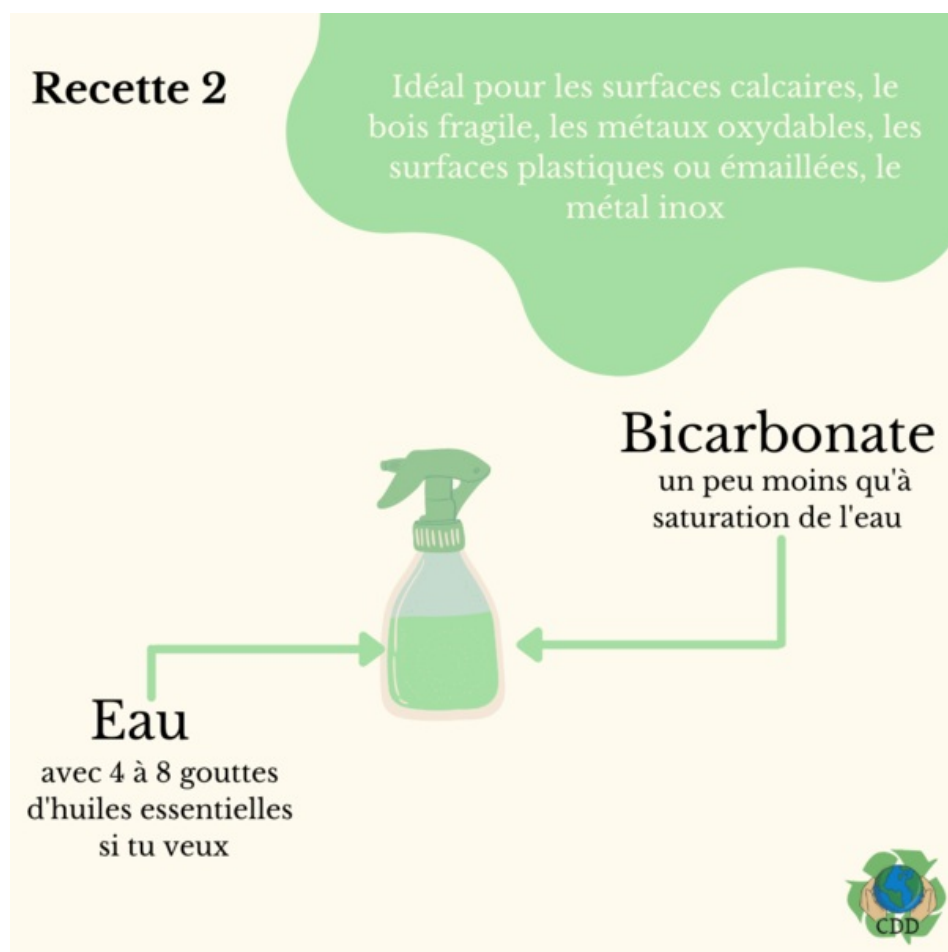 Recette 2
Idéal pour les surfaces calcaires, le
bois fragile, les métaux oxydables, les
surfaces plastiques ou émaillées, le
métal inox
Bicarbonate
un peu moins qu'à
saturation de l'eau
Eau
avec 4 à 8 gouttes
d'huiles essentielles
si tu veux
CDD